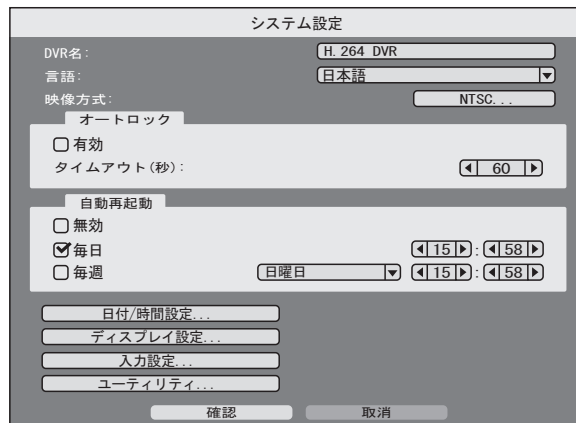 システム設定
DVR名: H.264 DVR
言語: 日本語
映像方式: NTSC...
オートロック
有効
タイムアウト(秒): 60
自動再起動
無効
毎日 15 : 58
毎週 日曜日 15 : 58
日付/時間設定...
ディスプレイ設定...
入力設定...
ユーティリティ...
確認 取消